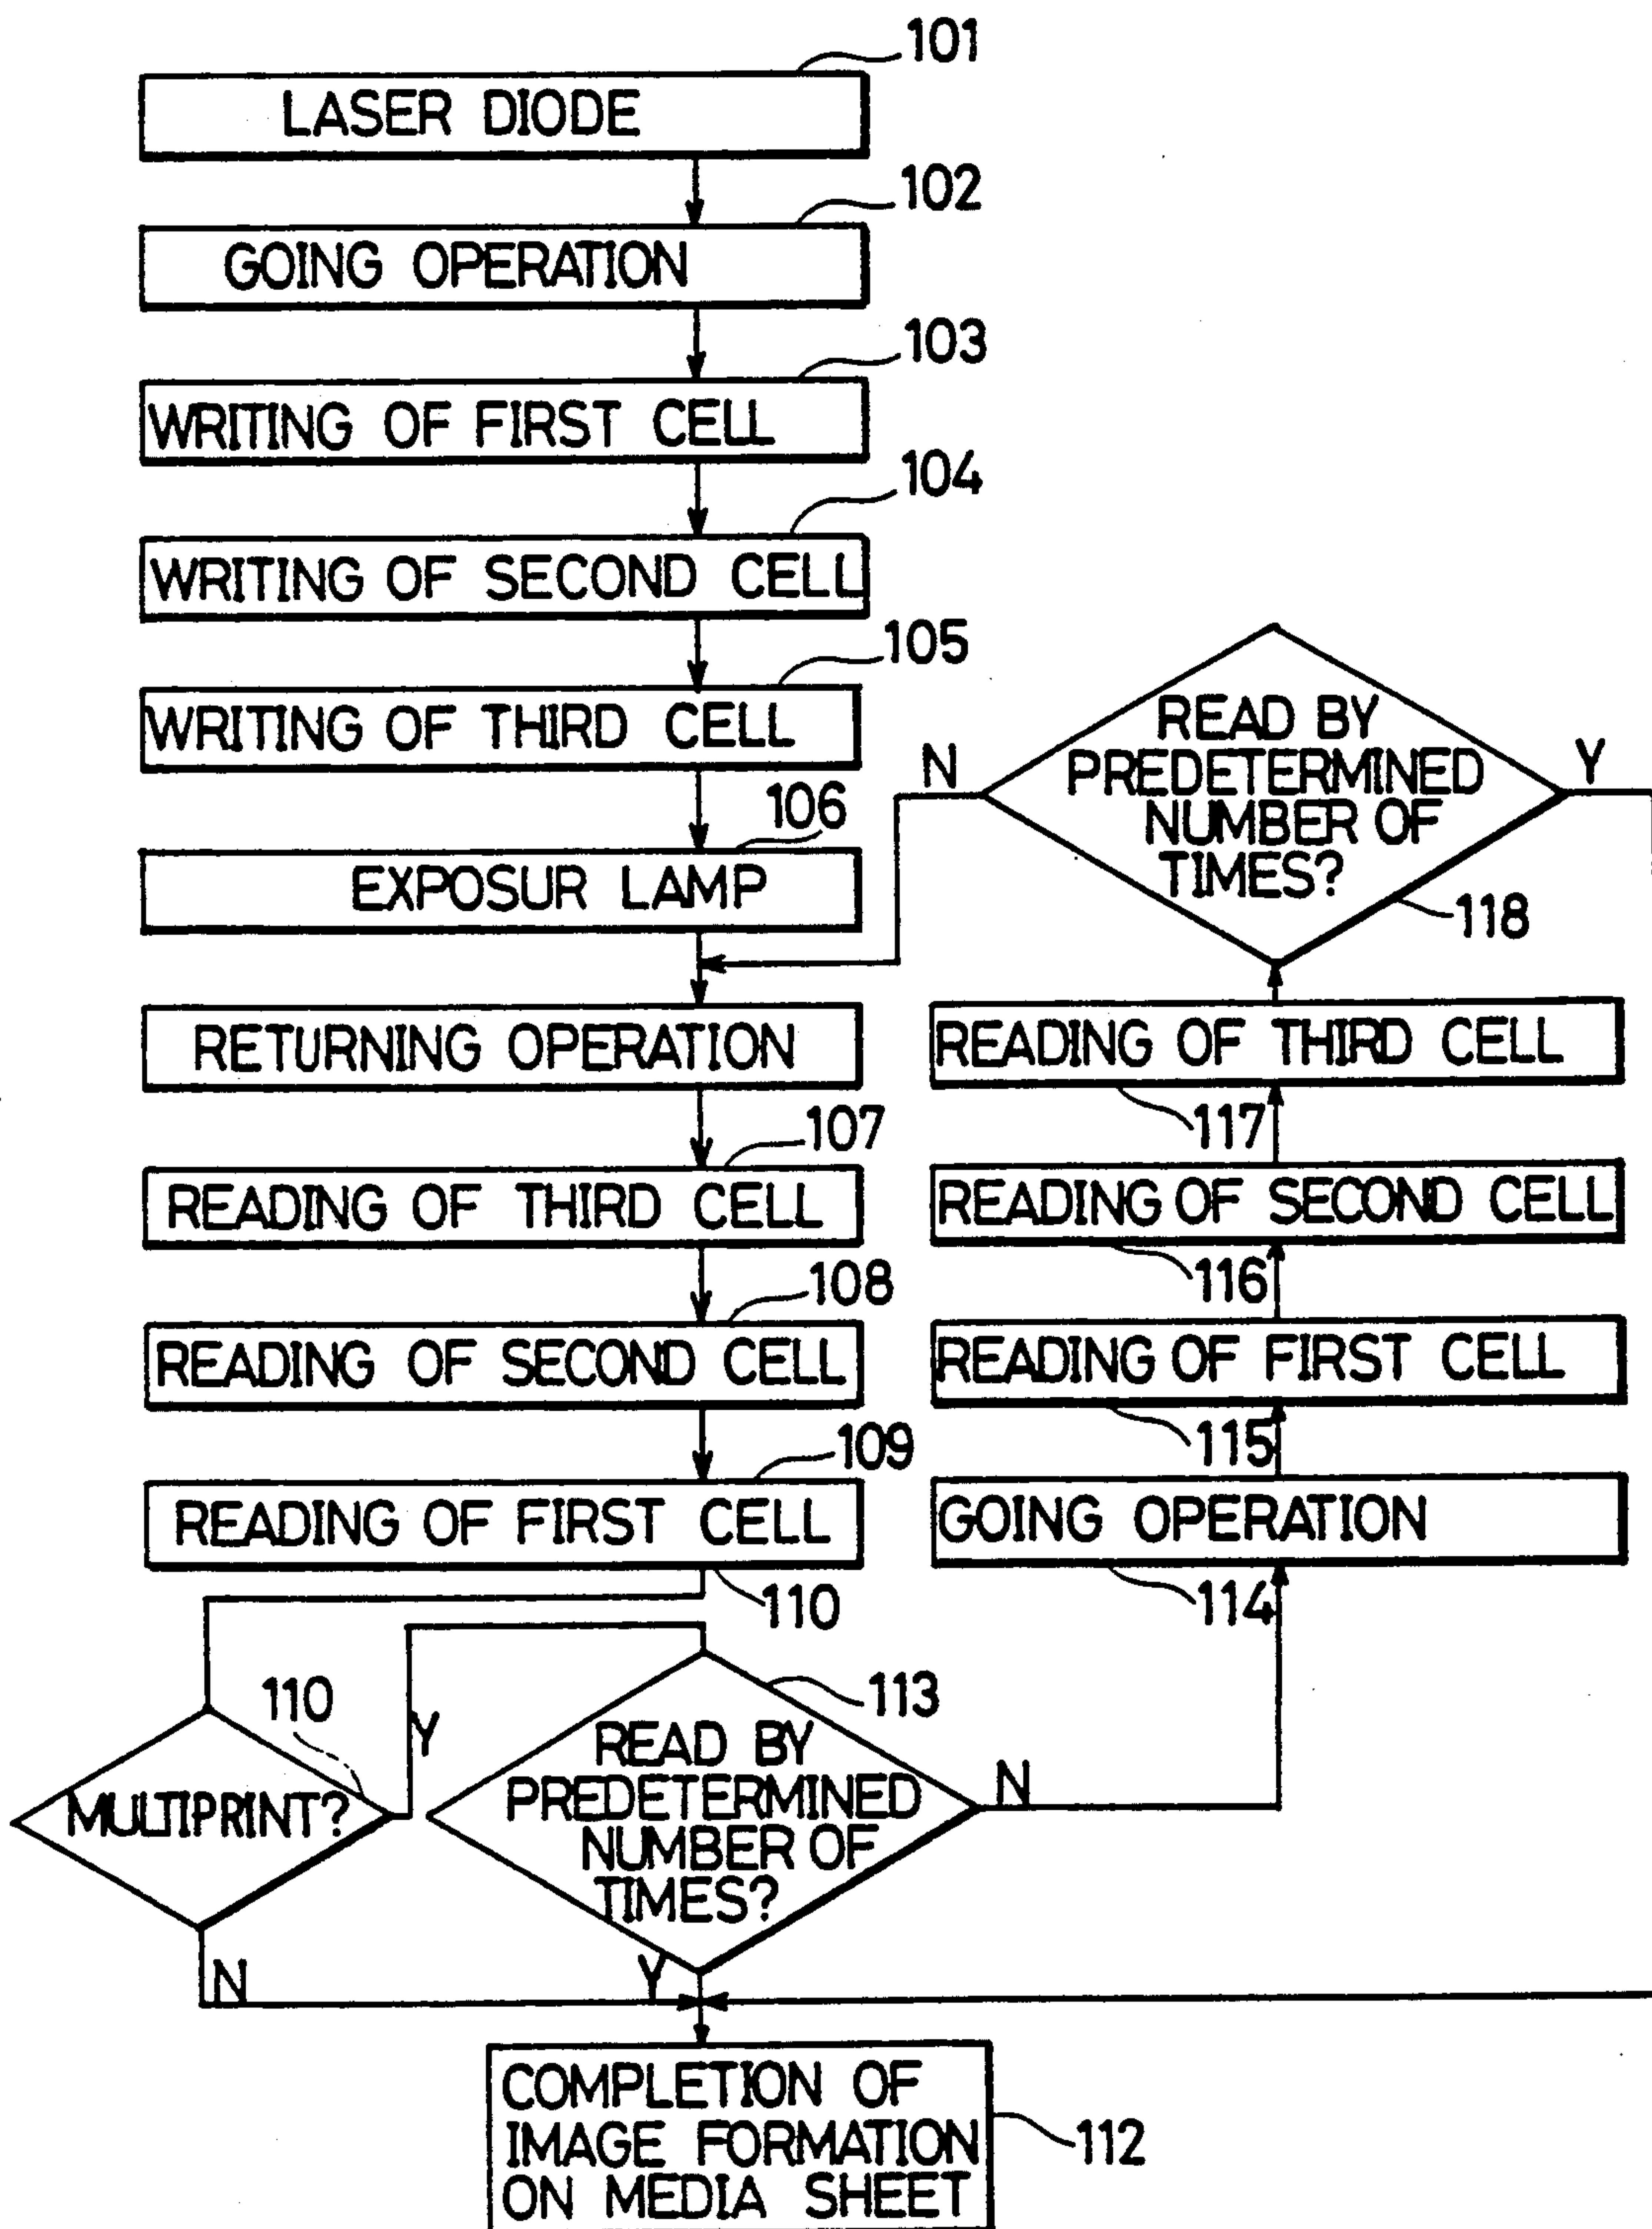 101
LASER DIODE
102
GOING OPERATION
103
WRITING OF FIRST CELL
104
WRITING OF SECOND CELL
105
WRITING OF THIRD CELL
106
EXPOSUR LAMP
RETURNING OPERATION
107
READING OF THIRD CELL
108
READING OF SECOND CELL
109
READING OF FIRST CELL
110
110
MULTIPRINT?
Y
N
113
READ BY
PREDETERMINED
NUMBER OF
TIMES?
N
Y
GOING OPERATION
114
READING OF FIRST CELL
115
READING OF SECOND CELL
116
READING OF THIRD CELL
117
READ BY
PREDETERMINED
NUMBER OF
TIMES?
118
N
Y
COMPLETION OF
IMAGE FORMATION
ON MEDIA SHEET
112